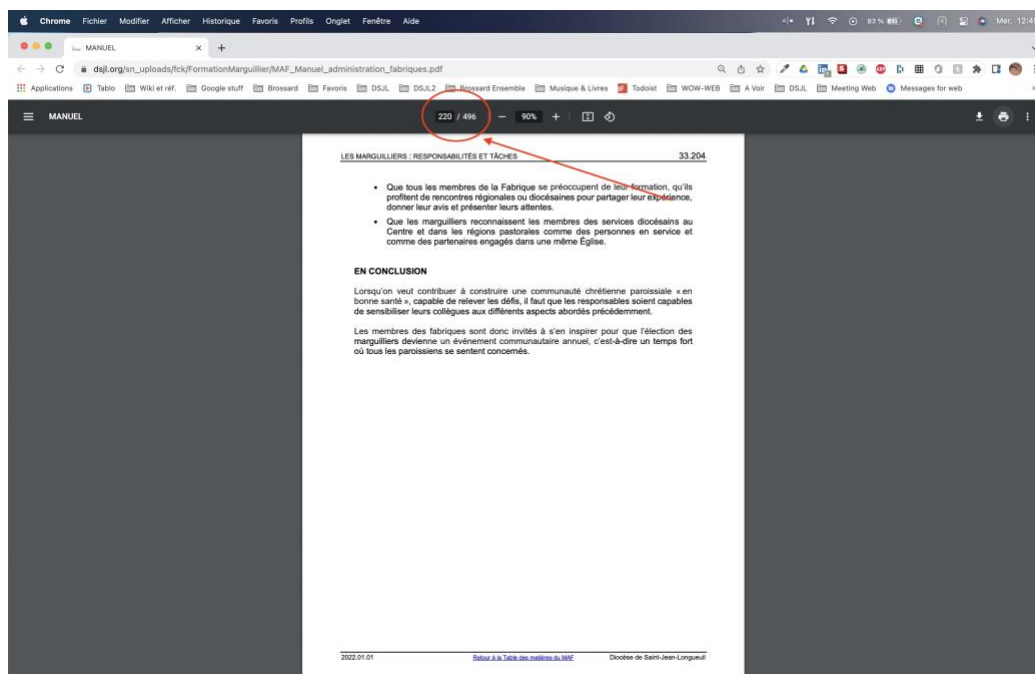 Chrome Fichier Modifier Afficher Historique Favoris Profils Onglet Fenêtre Aide 83 % Mer. 12:4
MANUEL
dsjl.org/sn_uploads/fck/FormationMarguillier/MAF_Manuel_administration_fabriques.pdf
Applications Tablo Wiki et réf. Google stuff Brossard Favoris DSJL DSJL2 Brossard Ensemble Musique & Livres Todoist WOW-WEB A Voir DSJL Meeting Web Messages for web
MANUEL 220 / 496 — 90% +
LES MARGUILLIERS : RESPONSABILITÉS ET TÂCHES 33.204
• Que tous les membres de la Fabrique se préoccupent de leur formation, qu'ils
profitent de rencontres régionales ou diocésaines pour partager leur expérience,
donner leur avis et présenter leurs attentes.
• Que les marguilliers reconnaissent les membres des services diocésains au
Centre et dans les régions pastorales comme des personnes en service et
comme des partenaires engagés dans une même Église.
EN CONCLUSION
Lorsqu'on veut contribuer à construire une communauté chrétienne paroissiale « en
bonne santé », capable de relever les défis, il faut que les responsables soient capables
de sensibiliser leurs collègues aux différents aspects abordés précédemment.
Les membres des fabriques sont donc invités à s'en inspirer pour que l'élection des
marguilliers devienne un événement communautaire annuel, c'est-à-dire un temps fort
où tous les paroissiens se sentent concernés.
2022.01.01 Retour à la Table des matières du MAF Diocèse de Saint-Jean-Longueuil